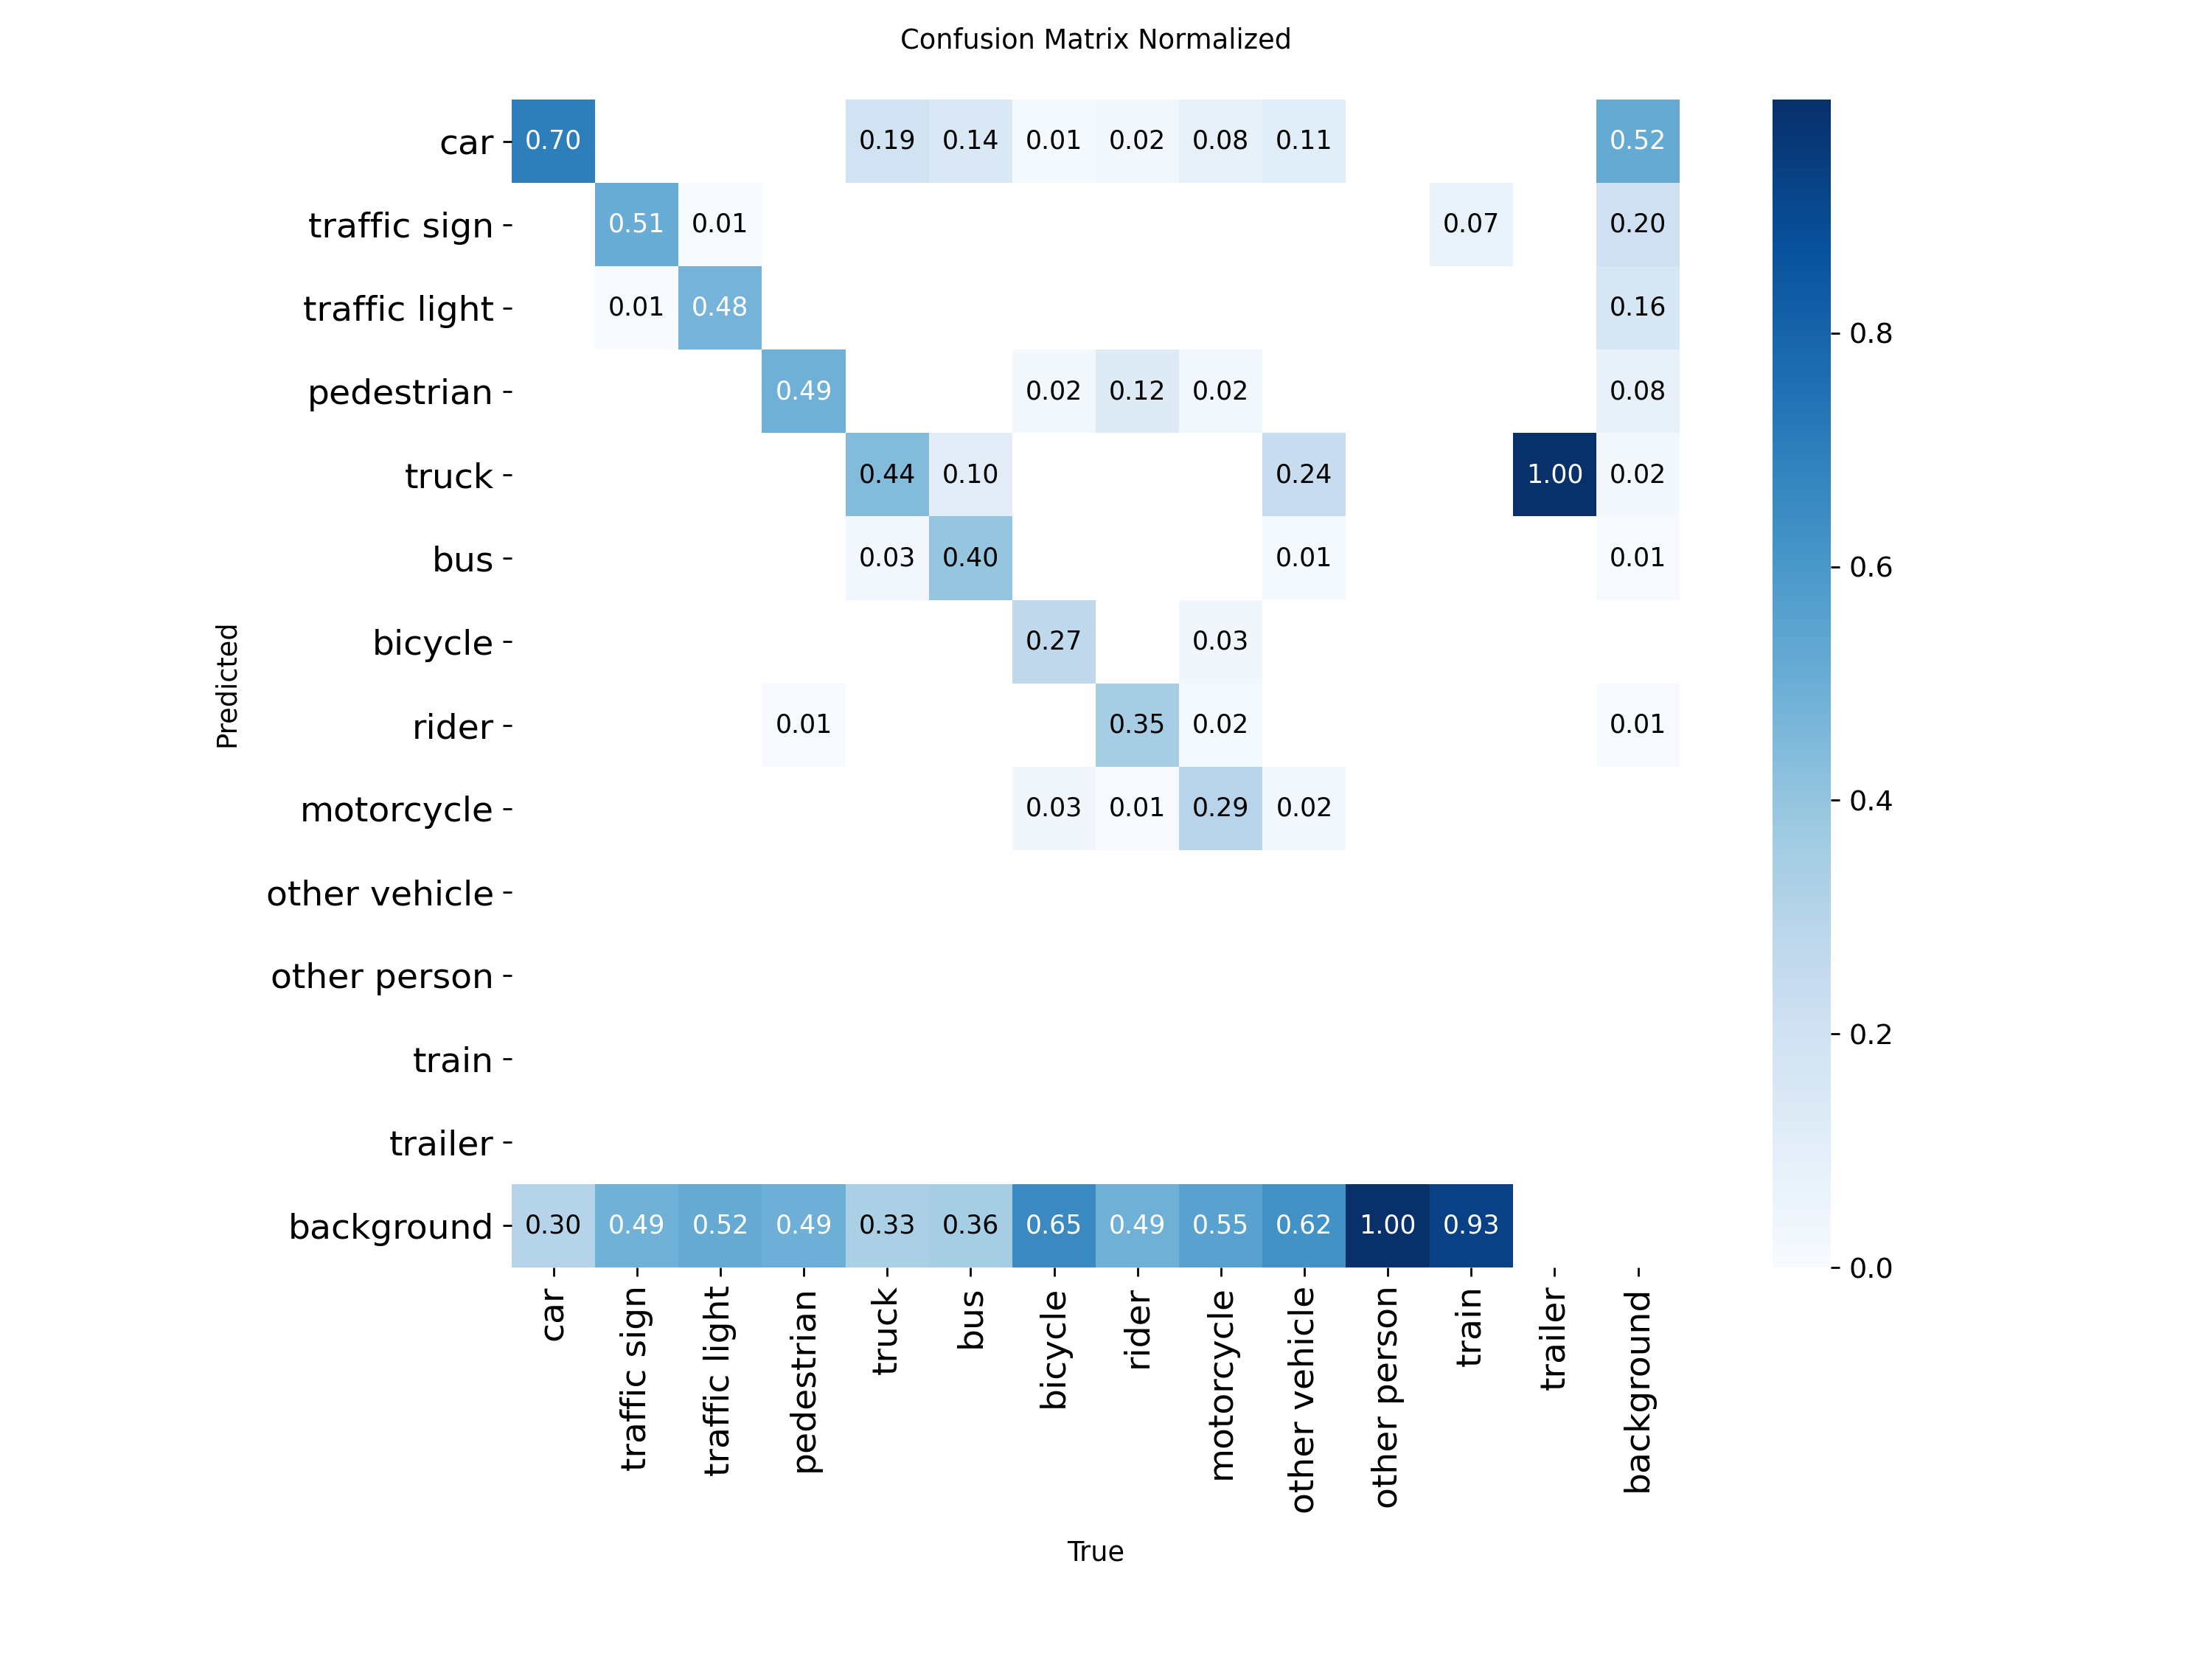 Confusion Matrix Normalized
car 0.70 0.19 0.14 0.01 0.02 0.08 0.11 0.52
traffic sign 0.51 0.01 0.07 0.20
traffic light 0.01 0.48 0.16
pedestrian 0.49 0.02 0.12 0.02 0.08
truck 0.44 0.10 0.24 1.00 0.02
bus 0.03 0.40 0.01 0.01
bicycle 0.27 0.03
rider 0.01 0.35 0.02 0.01
motorcycle 0.03 0.01 0.29 0.02
other vehicle
other person
train
trailer
background 0.30 0.49 0.52 0.49 0.33 0.36 0.65 0.49 0.55 0.62 1.00 0.93
Predicted
car
traffic sign
traffic light
pedestrian
truck
bus
bicycle
rider
motorcycle
other vehicle
other person
train
trailer
background
True
0.8
0.6
0.4
0.2
0.0